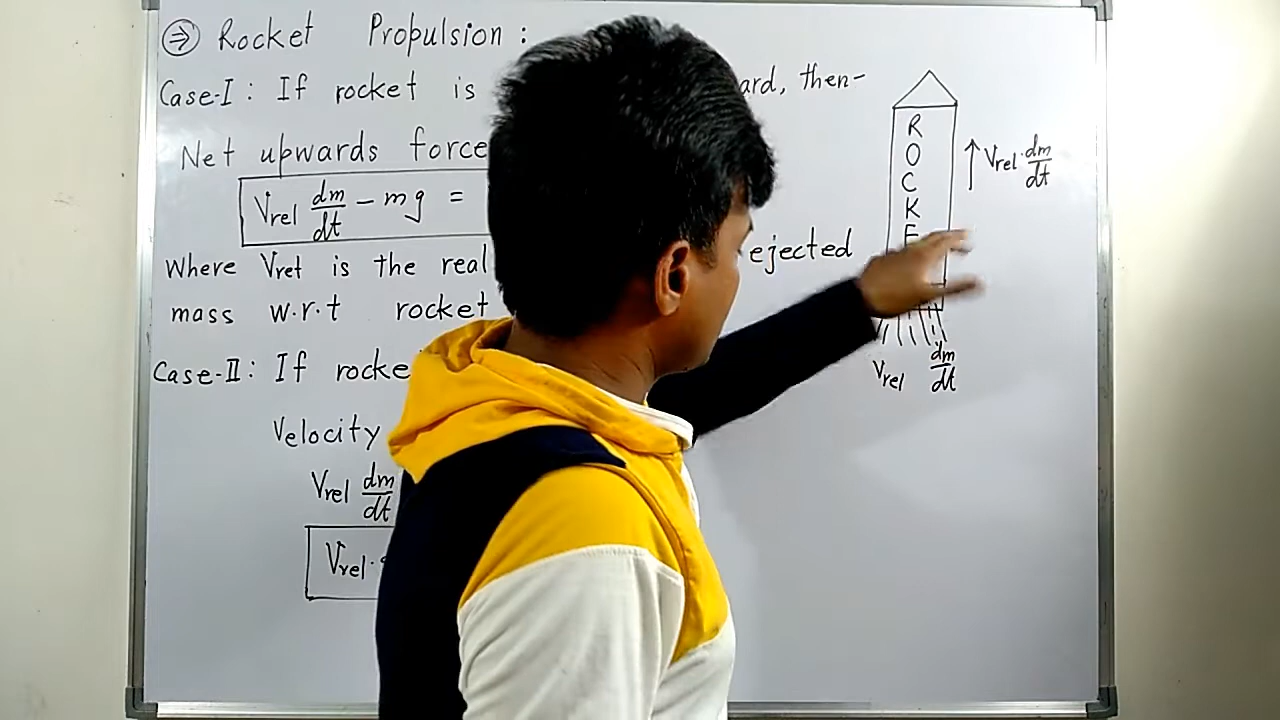 ⇒ Rocket Propulsion:
Case-I: If rocket is ard, then-
Net upwards force
Vrel dm/dt - mg =
Where Vrel is the real ejected
mass w.r.t rocket
Case-II: If rocke
Velocity
Vrel dm/dt
Vrel.
ROCKE
↑ Vrel. dm/dt
Vrel dm/dt